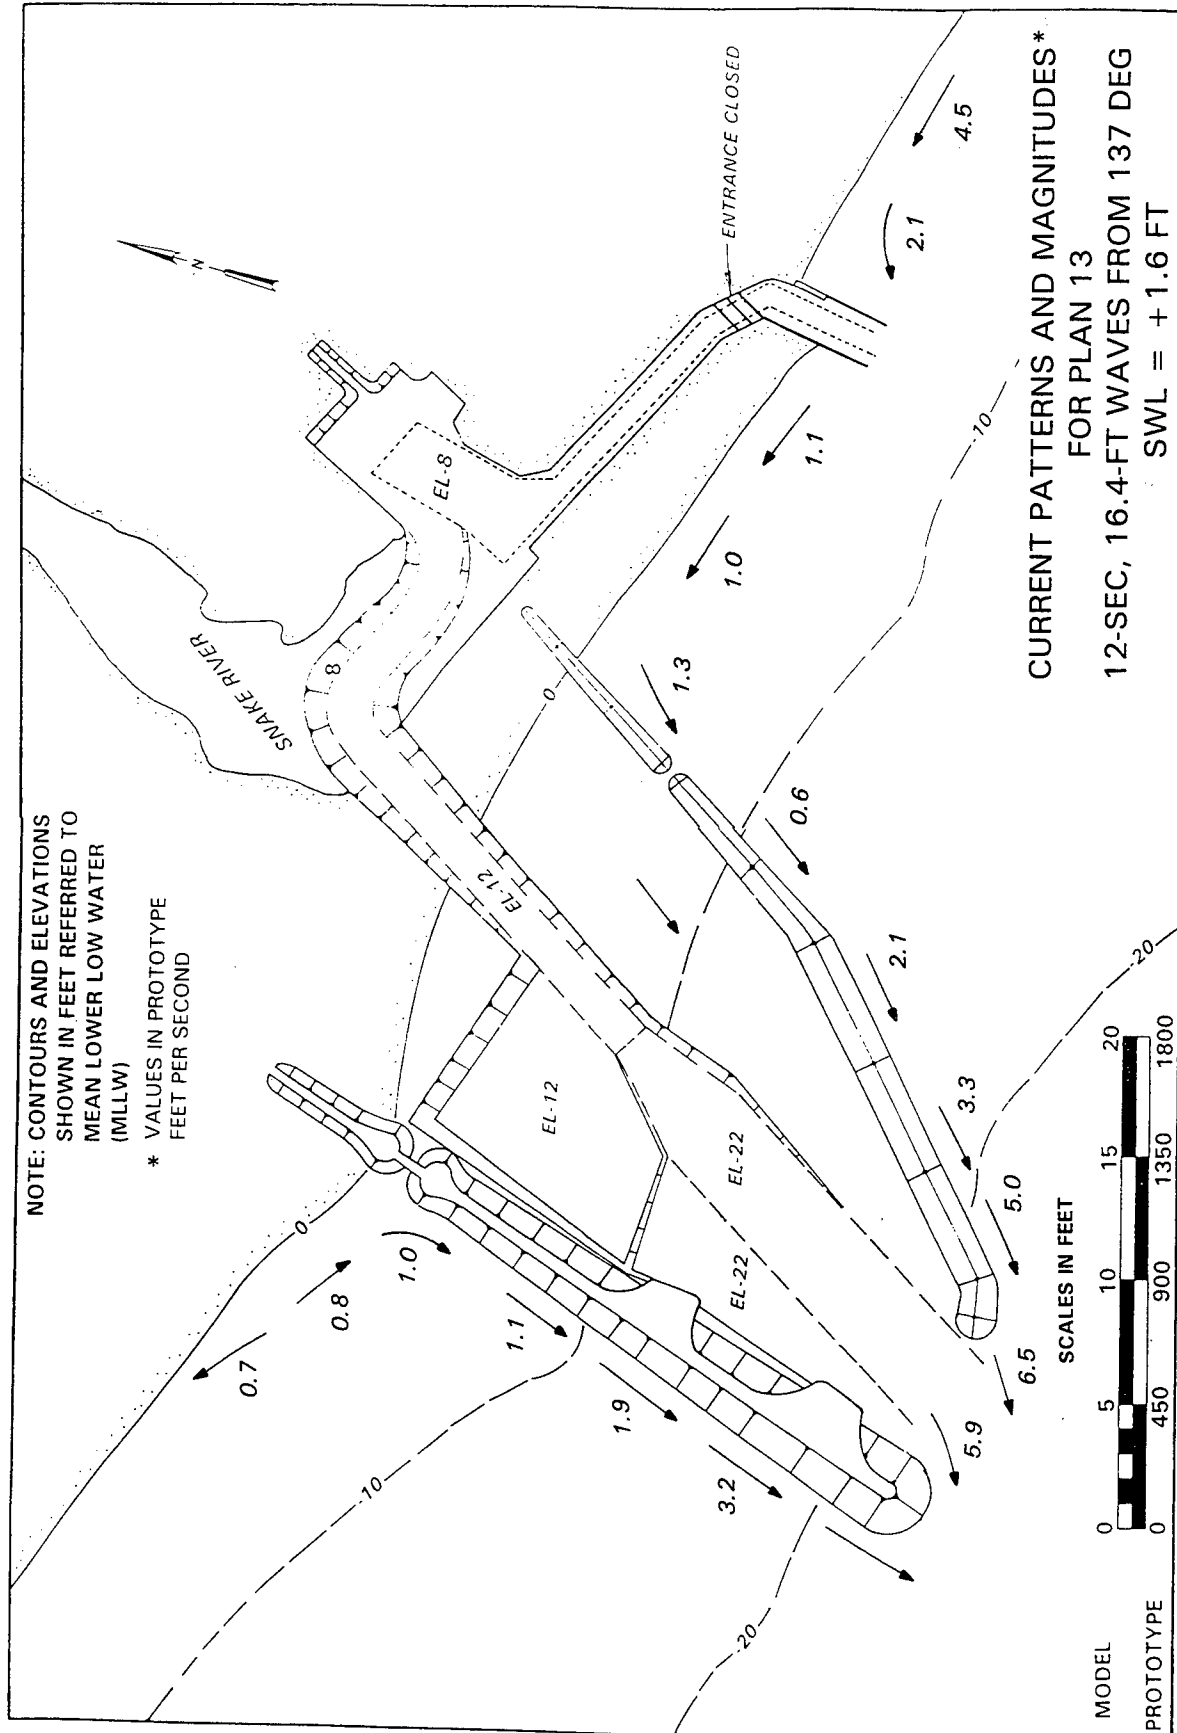 NOTE: CONTOURS AND ELEVATIONS
SHOWN IN FEET REFERRED TO
MEAN LOWER LOW WATER
(MLLW)
* VALUES IN PROTOTYPE
FEET PER SECOND
N
SNAKE RIVER
8
EL-8
ENTRANCE CLOSED
EL-12
EL-12
EL-22
EL-22
0
0
-10
-10
-20
-20
0.7
0.8
1.0
1.1
1.9
3.2
5.9
6.5
5.0
3.3
2.1
0.6
1.3
1.0
1.1
2.1
4.5
SCALES IN FEET
MODEL 0 5 10 15 20
PROTOTYPE 0 450 900 1350 1800
CURRENT PATTERNS AND MAGNITUDES*
FOR PLAN 13
12-SEC, 16.4-FT WAVES FROM 137 DEG
SWL = +1.6 FT